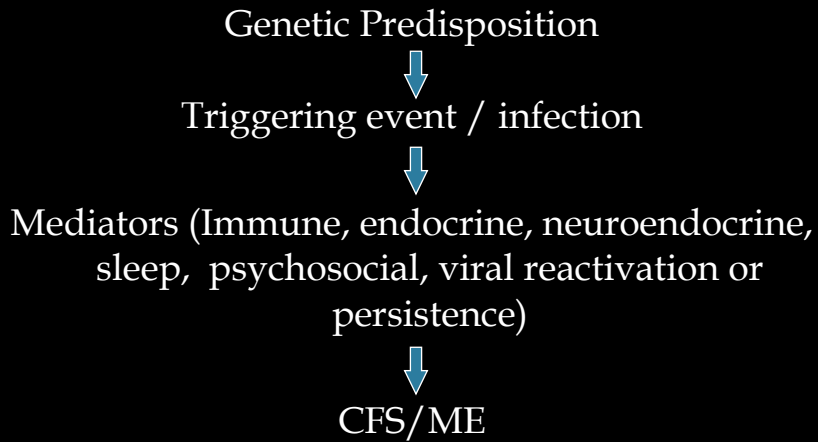 Genetic Predisposition
Triggering event / infection
Mediators (Immune, endocrine, neuroendocrine,
sleep, psychosocial, viral reactivation or
persistence)
CFS/ME